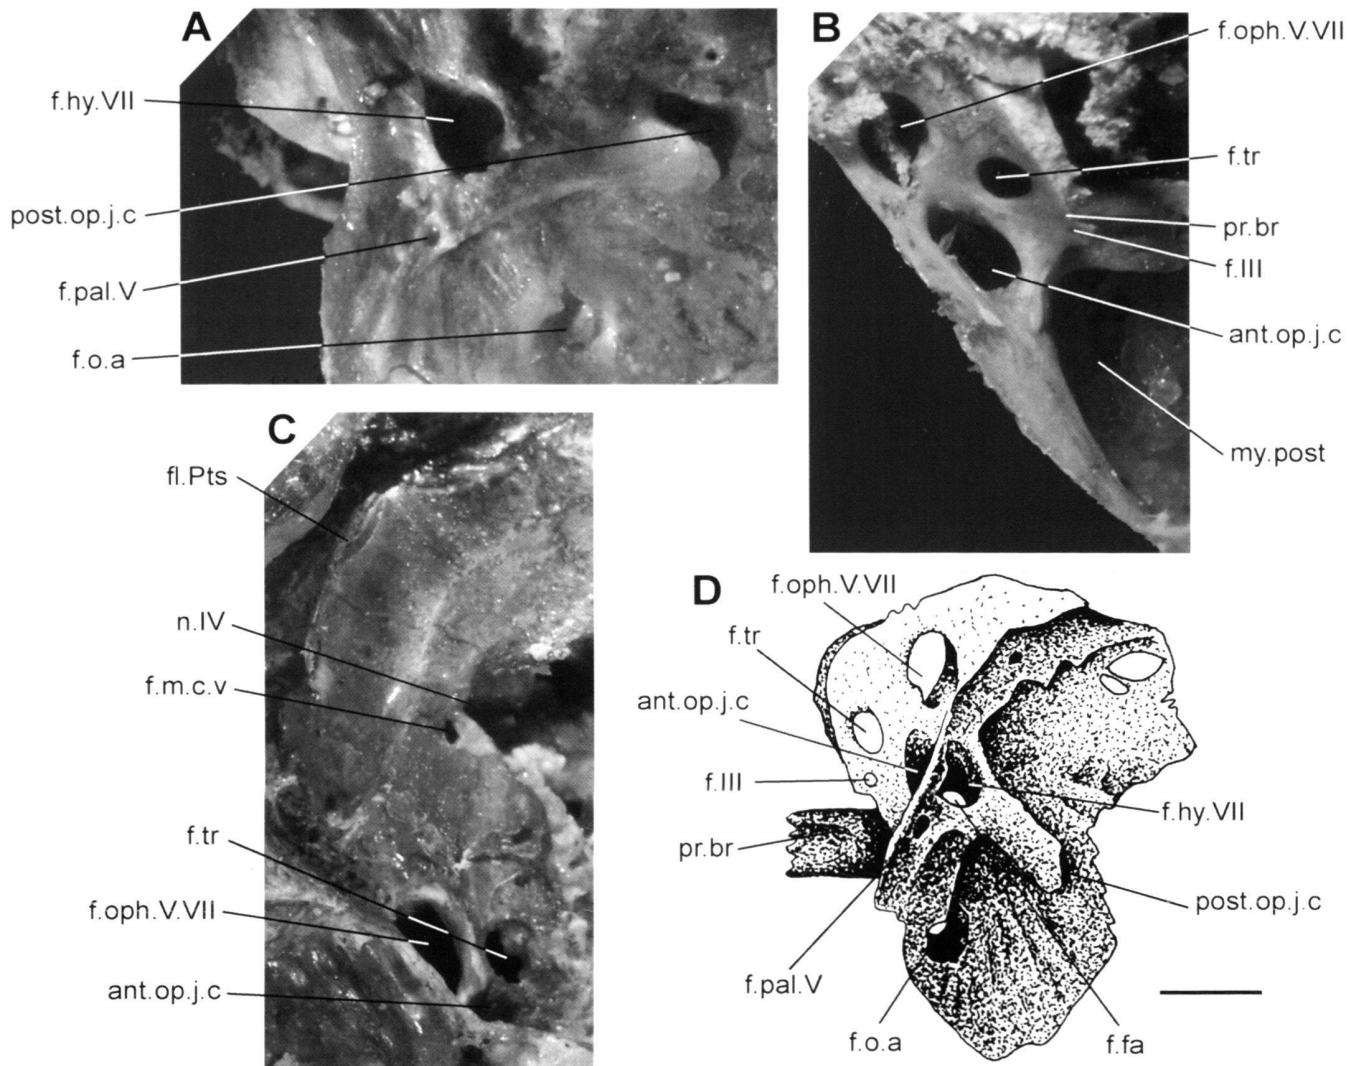 A
f.hy.VII
post.op.j.c
f.pal.V
f.o.a
B
f.oph.V.VII
f.tr
pr.br
f.III
ant.op.j.c
my.post
C
fl.Pts
n.IV
f.m.c.v
f.tr
f.oph.V.VII
ant.op.j.c
D
f.oph.V.VII
f.tr
ant.op.j.c
f.III
pr.br
f.pal.V
f.o.a
f.fa
post.op.j.c
f.hy.VII